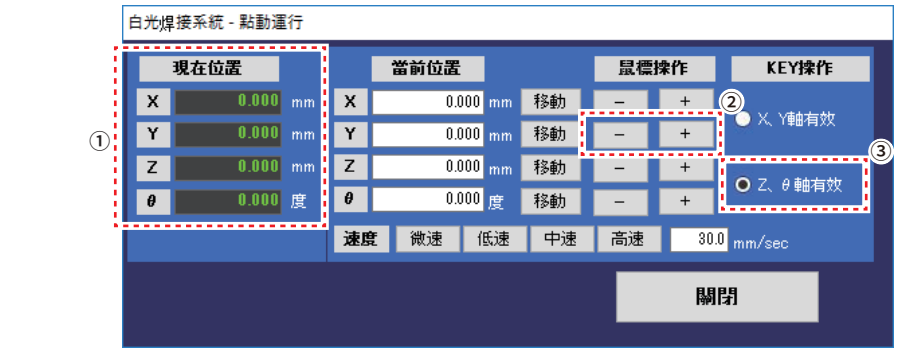 白光焊接系統 - 點動運行
現在位置 當前位置 鼠標操作 KEY操作
X 0.000 mm X 0.000 mm 移動 − + ② X、Y軸有效
① Y 0.000 mm Y 0.000 mm 移動 − + ③
Z 0.000 mm Z 0.000 mm 移動 − + Z、θ軸有效
θ 0.000 度 θ 0.000 度 移動 − +
速度 微速 低速 中速 高速 30.0 mm/sec
關閉